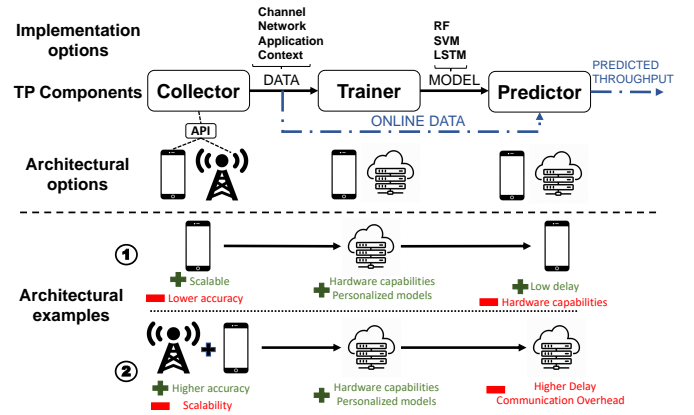 Implementation
options
Channel
Network
Application
Context
RF
SVM
LSTM
TP Components
Collector
DATA
Trainer
MODEL
Predictor
PREDICTED
THROUGHPUT
ONLINE DATA
API
Architectural
options
Architectural
examples
1
Scalable
Lower accuracy
Hardware capabilities
Personalized models
Low delay
Hardware capabilities
2
Higher accuracy
Scalability
Hardware capabilities
Personalized models
Higher Delay
Communication Overhead